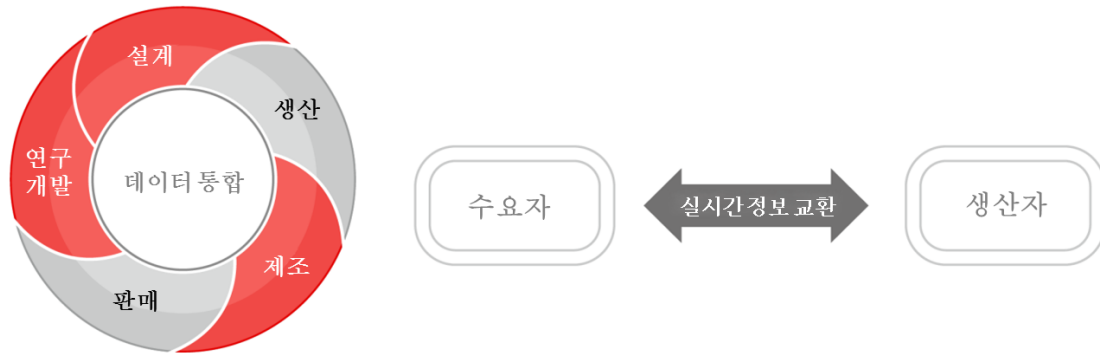 설계
생산
연구
개발
데이터 통합
제조
판매
수요자
실시간 정보 교환
생산자